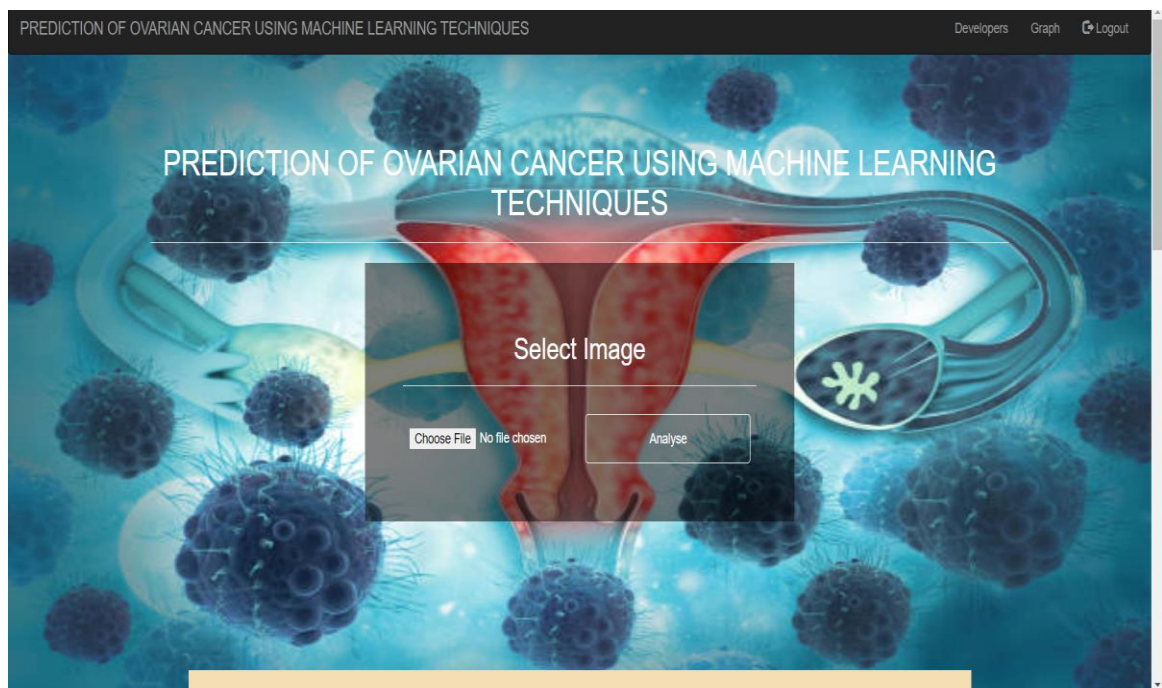 PREDICTION OF OVARIAN CANCER USING MACHINE LEARNING TECHNIQUES
Developers Graph Logout
PREDICTION OF OVARIAN CANCER USING MACHINE LEARNING
TECHNIQUES
Select Image
Choose File No file chosen
Analyse